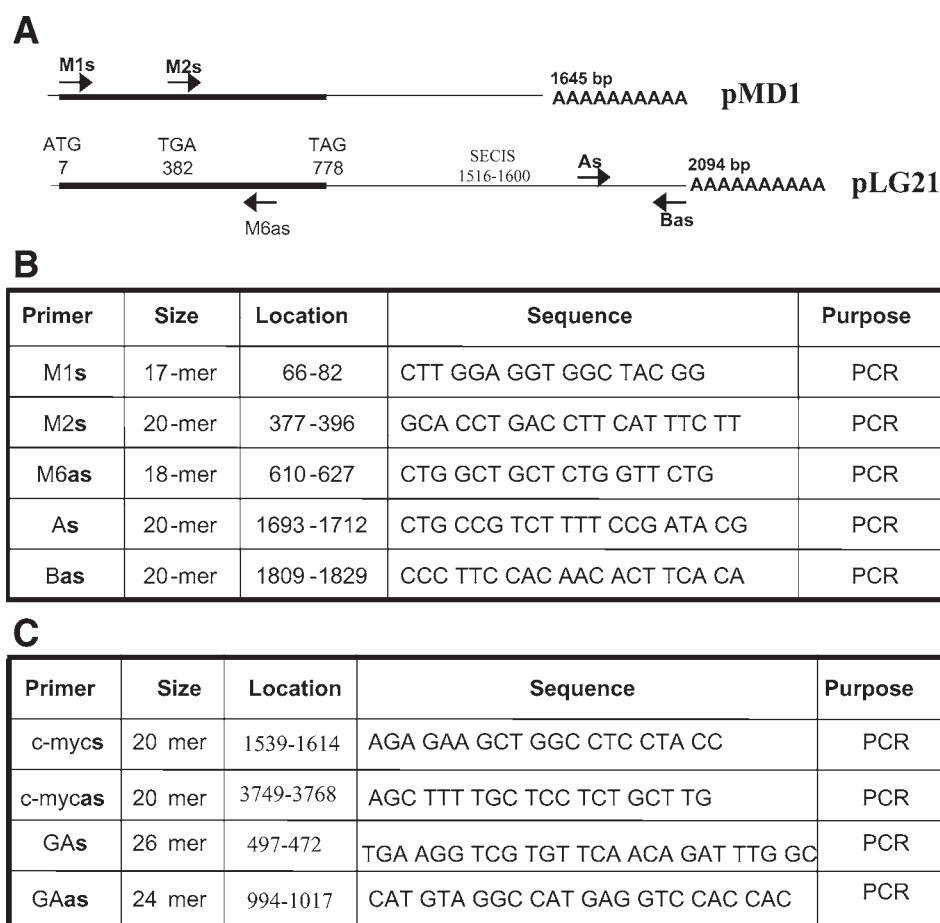 A
M1s M2s
1645 bp
AAAAAAAAAA pMD1
ATG TGA TAG
7 382 778
SECIS
1516-1600
As
2094 bp
AAAAAAAAAA pLG21
M6as
Bas
B
Primer Size Location Sequence Purpose
M1s 17-mer 66-82 CTT GGA GGT GGC TAC GG PCR
M2s 20-mer 377-396 GCA CCT GAC CTT CAT TTC TT PCR
M6as 18-mer 610-627 CTG GCT GCT CTG GTT CTG PCR
As 20-mer 1693-1712 CTG CCG TCT TTT CCG ATA CG PCR
Bas 20-mer 1809-1829 CCC TTC CAC AAC ACT TCA CA PCR
C
Primer Size Location Sequence Purpose
c-mycs 20 mer 1539-1614 AGA GAA GCT GGC CTC CTA CC PCR
c-mycas 20 mer 3749-3768 AGC TTT TGC TCC TCT GCT TG PCR
GAs 26 mer 497-472 TGA AGG TCG TGT TCA ACA GAT TTG GC PCR
GAas 24 mer 994-1017 CAT GTA GGC CAT GAG GTC CAC CAC PCR